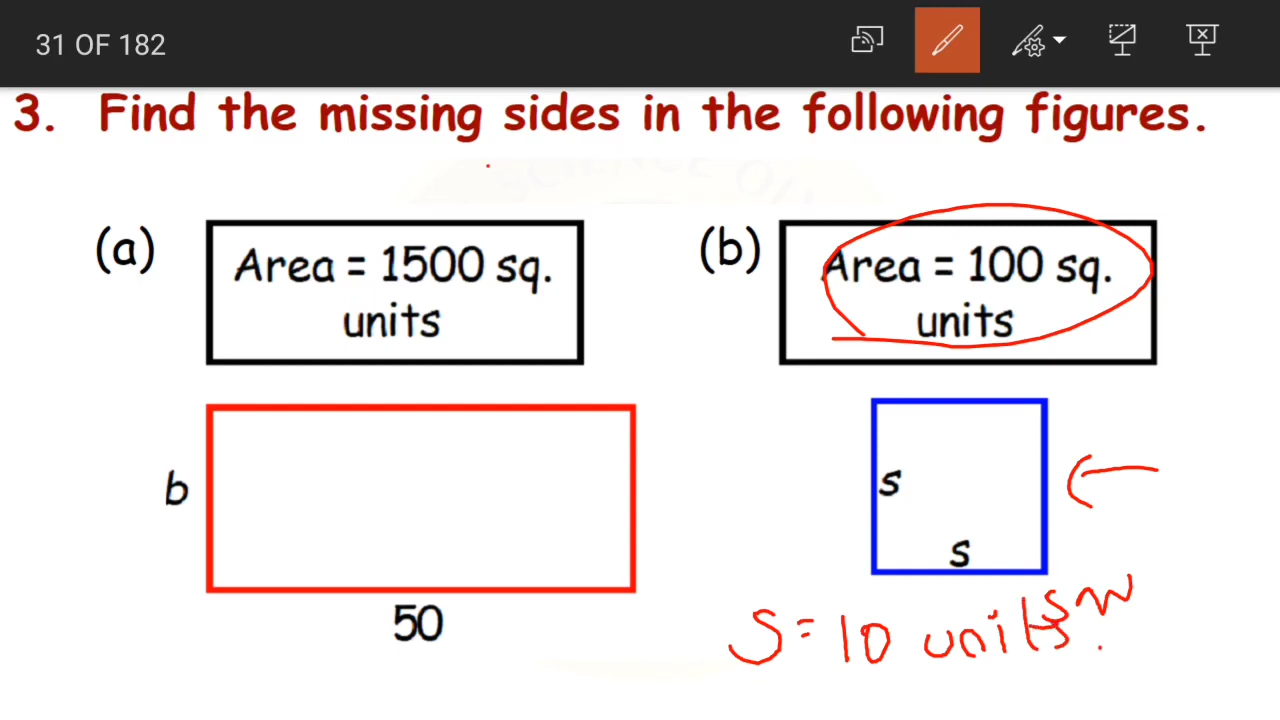 31 OF 182
3. Find the missing sides in the following figures.
(a)
Area = 1500 sq.
units
(b)
Area = 100 sq.
units
b
50
s
s
S = 10 units